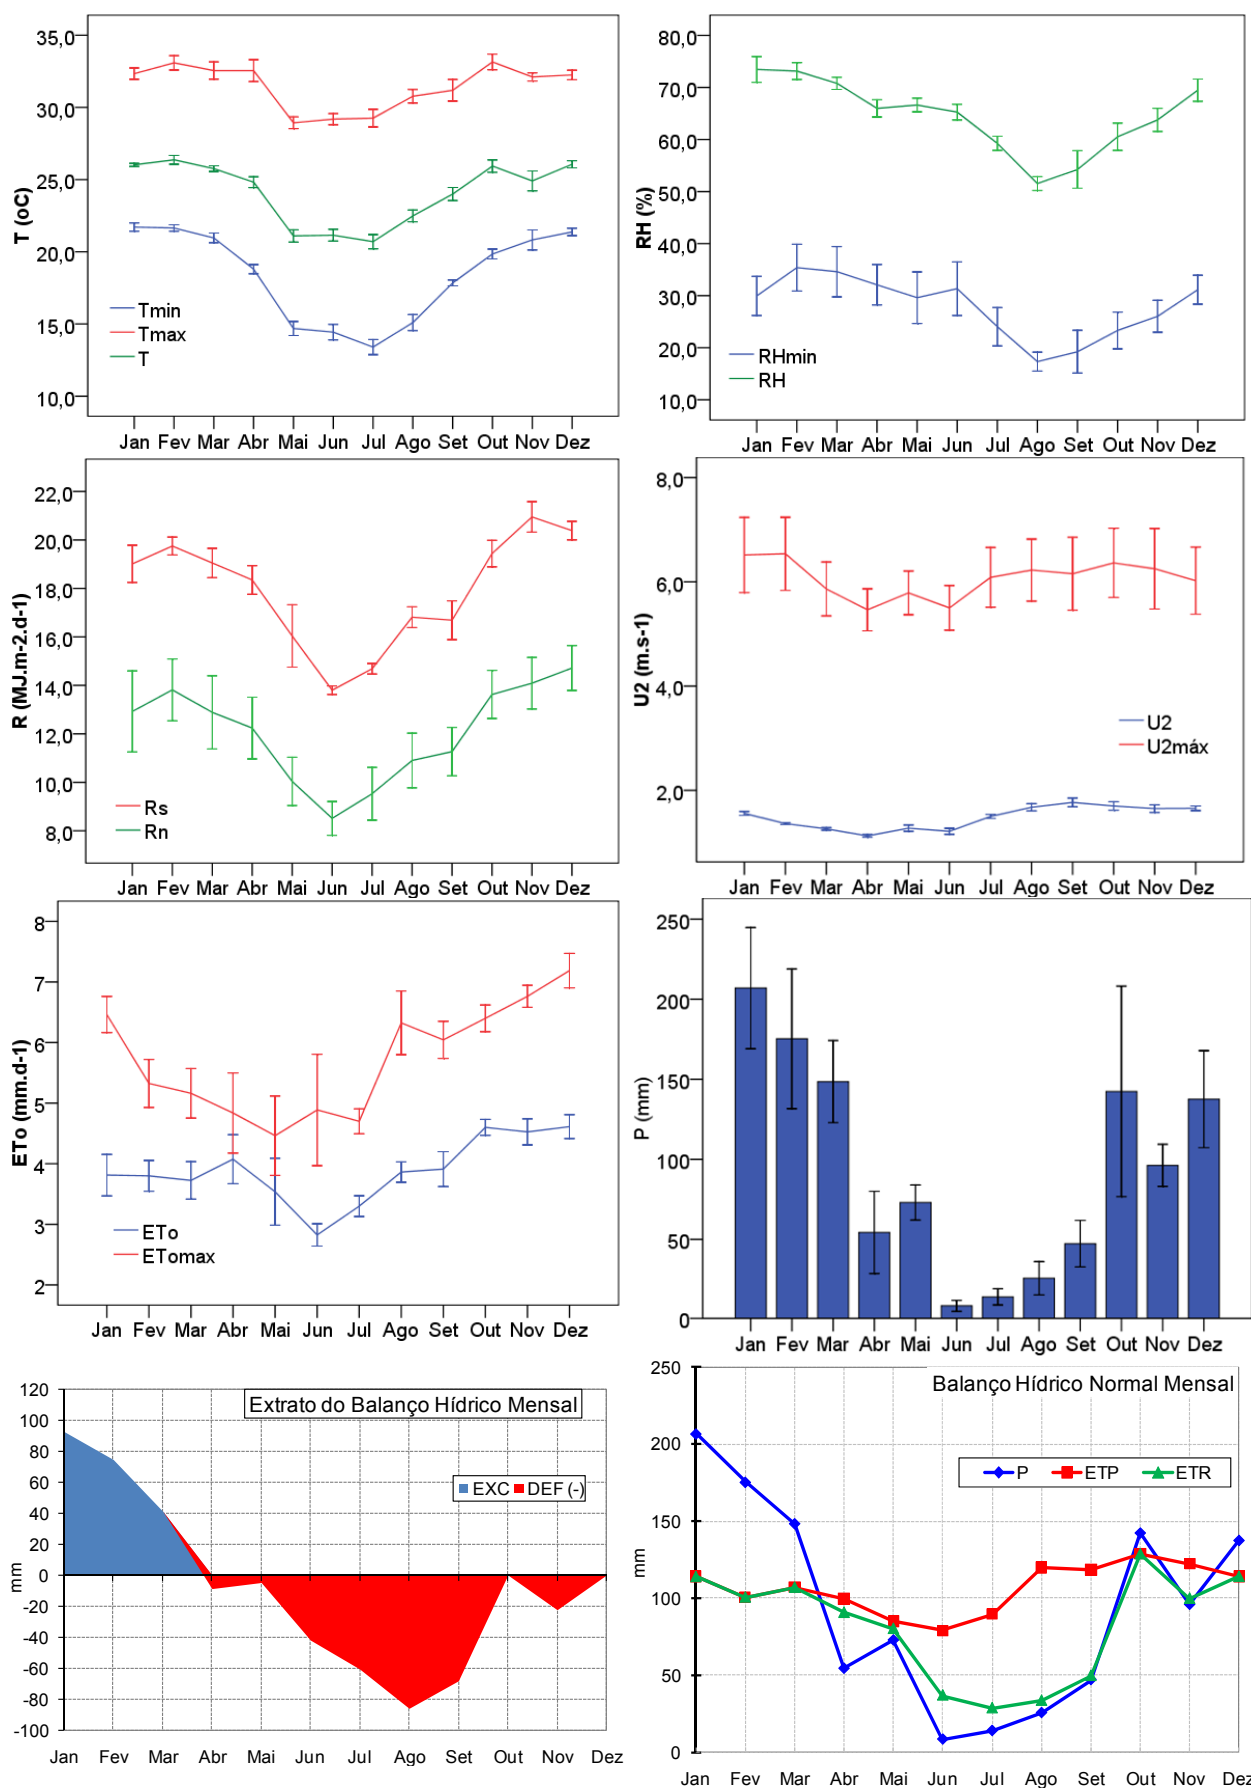 35,0
30,0
25,0
20,0
15,0
10,0
T (oC)
Tmin
Tmax
T
Jan Fev Mar Abr Mai Jun Jul Ago Set Out Nov Dez
80,0
70,0
60,0
50,0
40,0
30,0
20,0
10,0
RH (%)
RHmin
RH
Jan Fev Mar Abr Mai Jun Jul Ago Set Out Nov Dez
22,0
20,0
18,0
16,0
14,0
12,0
10,0
8,0
R (MJ.m-2.d-1)
Rs
Rn
Jan Fev Mar Abr Mai Jun Jul Ago Set Out Nov Dez
8,0
6,0
4,0
2,0
U2 (m.s-1)
U2
U2máx
Jan Fev Mar Abr Mai Jun Jul Ago Set Out Nov Dez
8
7
6
5
4
3
2
ETo (mm.d-1)
ETo
ETomax
Jan Fev Mar Abr Mai Jun Jul Ago Set Out Nov Dez
250
200
150
100
50
0
P (mm)
Jan Fev Mar Abr Mai Jun Jul Ago Set Out Nov Dez
120
100
80
60
40
20
0
-20
-40
-60
-80
-100
mm
Extrato do Balanço Hídrico Mensal
EXC DEF (-)
Jan Fev Mar Abr Mai Jun Jul Ago Set Out Nov Dez
250
200
150
100
50
0
mm
Balanço Hídrico Normal Mensal
P ETP ETR
Jan Fev Mar Abr Mai Jun Jul Ago Set Out Nov Dez